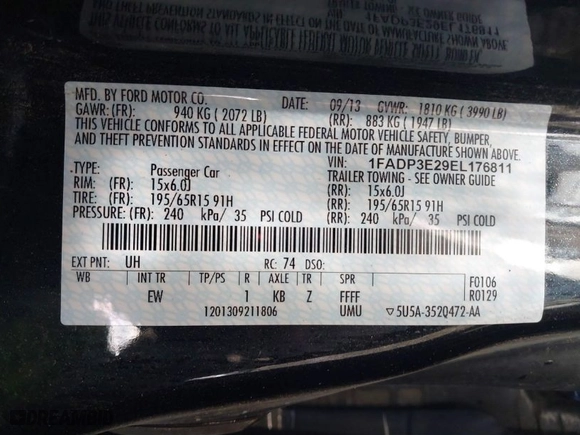 1FADP3E29EL176811
MFD. BY FORD MOTOR CO. DATE: 09/13 GVWR: 1810 KG ( 3990 LB)
GAWR: (FR): 940 KG ( 2072 LB) (RR): 883 KG ( 1947 LB)
THIS VEHICLE CONFORMS TO ALL APPLICABLE FEDERAL MOTOR VEHICLE SAFETY, BUMPER,
AND THEFT PREVENTION STANDARDS IN EFFECT ON THE DATE OF MANUFACTURE SHOWN ABOVE.
VIN: 1FADP3E29EL176811
TYPE: Passenger Car TRAILER TOWING - SEE OWNER GUIDE
RIM: (FR): 15x6.0J (RR): 15x6.0J
TIRE: (FR): 195/65R15 91H (RR): 195/65R15 91H
PRESSURE: (FR): 240 kPa/ 35 PSI COLD (RR): 240 kPa/ 35 PSI COLD
EXT PNT: UH RC: 74 DSO:
WB INT TR TP/PS R AXLE TR SPR F0106
EW 1 KB Z FFFF R0129
1201309211806 UMU ▽5U5A-3520472-AA
DREAMBID